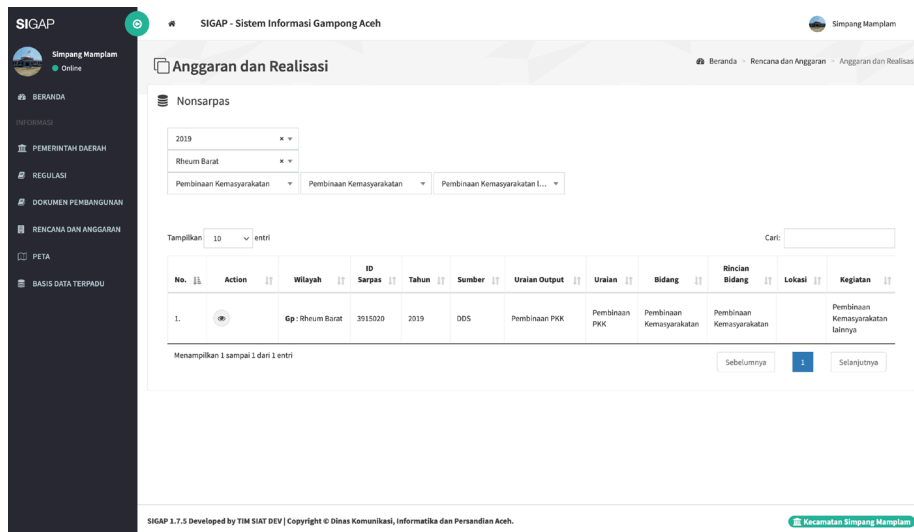 SIGAP
SIGAP - Sistem Informasi Gampong Aceh
Simpang Mamplam
Simpang Mamplam
Online
BERANDA
INFORMASI
PEMERINTAH DAERAH
REGULASI
DOKUMEN PEMBANGUNAN
RENCANA DAN ANGGARAN
PETA
BASIS DATA TERPADU
Anggaran dan Realisasi
Beranda > Rencana dan Anggaran > Anggaran dan Realisasi
Nonsarpas
2019 ×
Rheum Barat ×
Pembinaan Kemasyarakatan Pembinaan Kemasyarakatan Pembinaan Kemasyarakatan l...
Tampilkan 10 entri Cari:
No. Action Wilayah ID Sarpas Tahun Sumber Uraian Output Uraian Bidang Rincian Bidang Lokasi Kegiatan
1. Gp : Rheum Barat 3915020 2019 DDS Pembinaan PKK Pembinaan PKK Pembinaan Kemasyarakatan Pembinaan Kemasyarakatan Pembinaan Kemasyarakatan lainnya
Menampilkan 1 sampai 1 dari 1 entri
Sebelumnya 1 Selanjutnya
SIGAP 1.7.5 Developed by TIM SIAT DEV | Copyright © Dinas Komunikasi, Informatika dan Persandian Aceh.
Kecamatan Simpang Mamplam